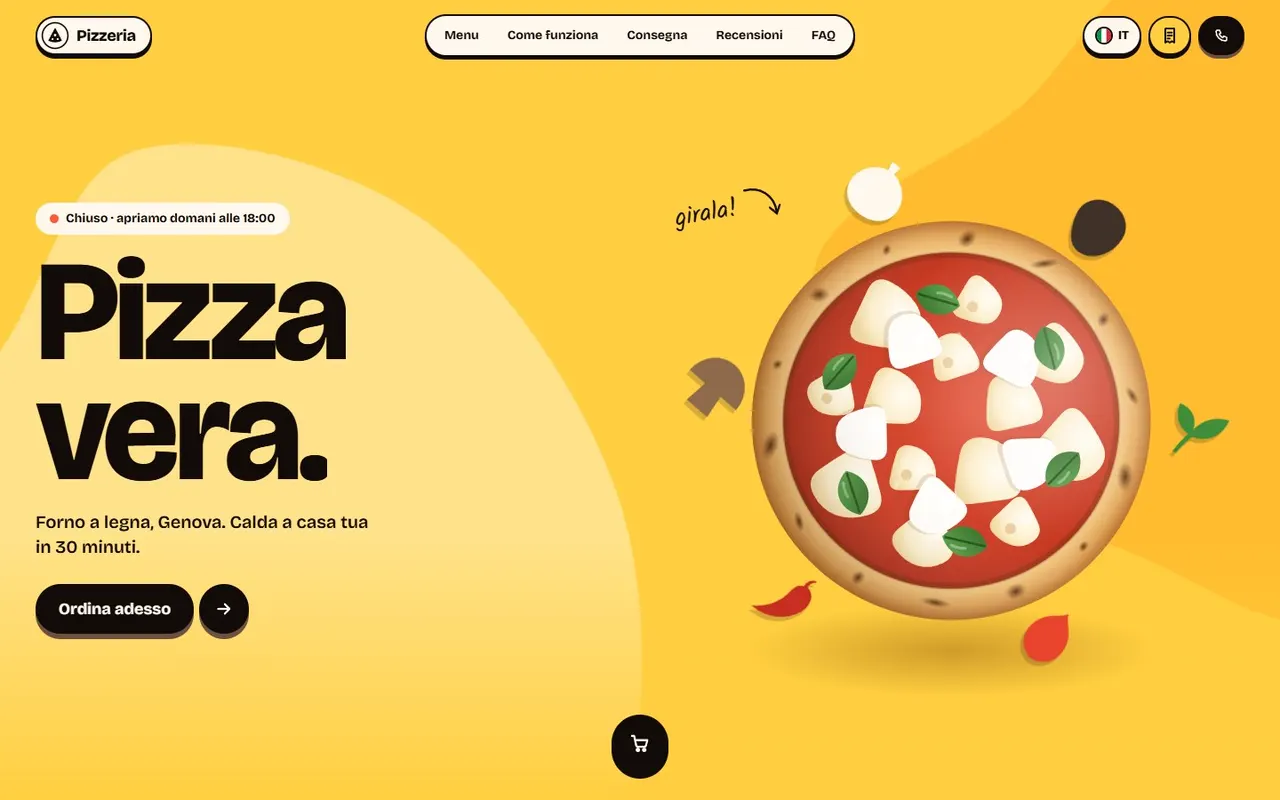 Pizzeria
Menu
Come funziona
Consegna
Recensioni
FAQ
IT
girala!
Chiuso · apriamo domani alle 18:00
Pizza
vera.
Forno a legna, Genova. Calda a casa tua
in 30 minuti.
Ordina adesso